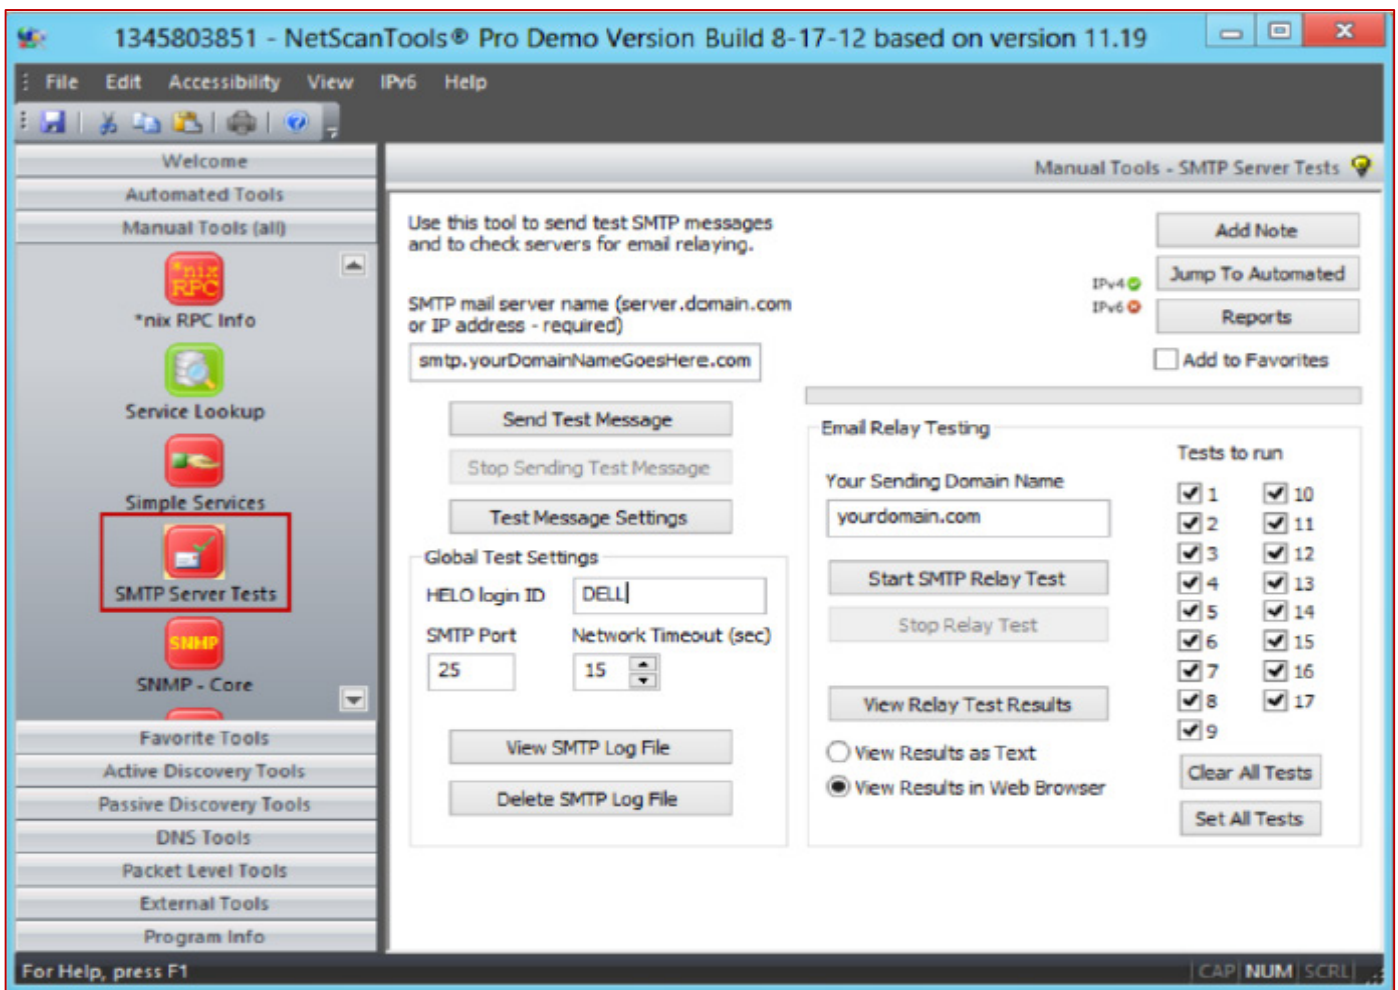 1345803851 - NetScanTools® Pro Demo Version Build 8-17-12 based on version 11.19
File Edit Accessibility View IPv6 Help
Welcome
Automated Tools
Manual Tools (all)
*nix
RPC
*nix RPC Info
Service Lookup
Simple Services
SMTP Server Tests
SNMP
SNMP - Core
Favorite Tools
Active Discovery Tools
Passive Discovery Tools
DNS Tools
Packet Level Tools
External Tools
Program Info
Manual Tools - SMTP Server Tests
Use this tool to send test SMTP messages
and to check servers for email relaying.
SMTP mail server name (server.domain.com
or IP address - required)
smtp.yourDomainNameGoesHere.com
Send Test Message
Stop Sending Test Message
Test Message Settings
Global Test Settings
HELO login ID DELL
SMTP Port Network Timeout (sec)
25 15
View SMTP Log File
Delete SMTP Log File
Add Note
IPv4 Jump To Automated
IPv6 Reports
Add to Favorites
Email Relay Testing
Your Sending Domain Name
yourdomain.com
Start SMTP Relay Test
Stop Relay Test
View Relay Test Results
View Results as Text
View Results in Web Browser
Tests to run
1 10
2 11
3 12
4 13
5 14
6 15
7 16
8 17
9
Clear All Tests
Set All Tests
For Help, press F1
CAP NUM SCRL